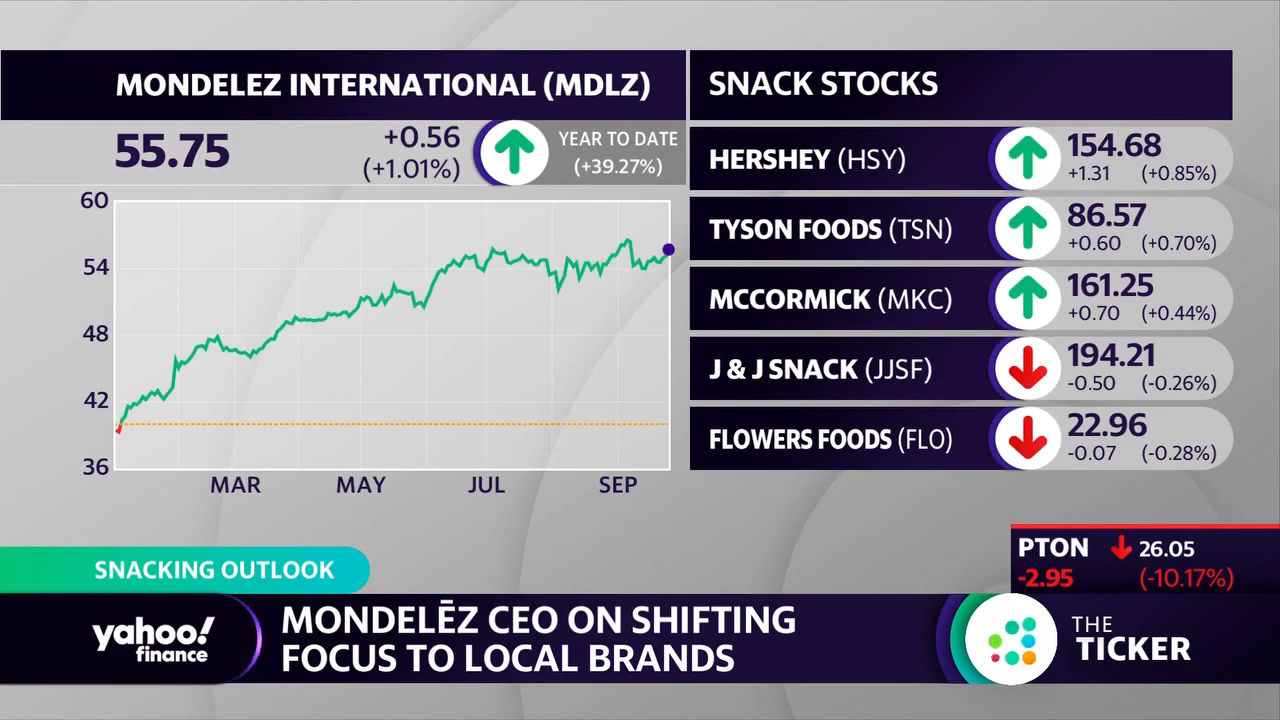 MONDELEZ INTERNATIONAL (MDLZ)
55.75
+0.56
(+1.01%)
YEAR TO DATE
(+39.27%)
60
54
48
42
36
MAR MAY JUL SEP
SNACK STOCKS
HERSHEY (HSY)
154.68
+1.31 (+0.85%)
TYSON FOODS (TSN)
86.57
+0.60 (+0.70%)
MCCORMICK (MKC)
161.25
+0.70 (+0.44%)
J & J SNACK (JJSF)
194.21
-0.50 (-0.26%)
FLOWERS FOODS (FLO)
22.96
-0.07 (-0.28%)
PTON 26.05
-2.95 (-10.17%)
SNACKING OUTLOOK
yahoo!
finance
MONDELĒZ CEO ON SHIFTING
FOCUS TO LOCAL BRANDS
THE
TICKER